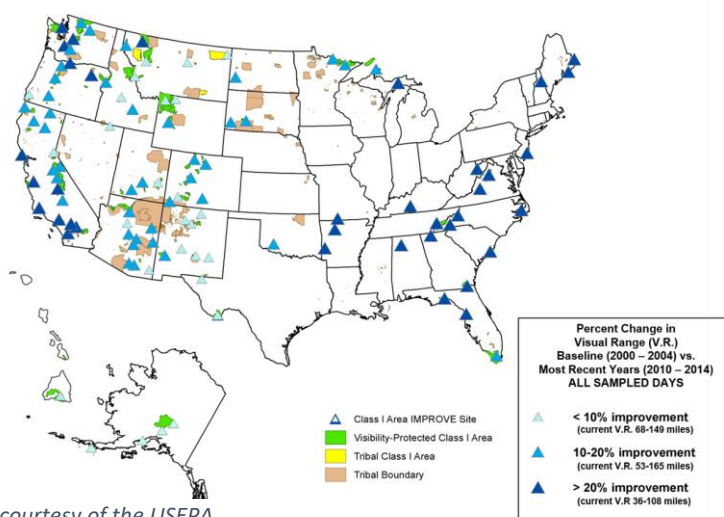 Percent Change in
Visual Range (V.R.)
Baseline (2000 – 2004) vs.
Most Recent Years (2010 – 2014)
ALL SAMPLED DAYS
< 10% improvement
(current V.R. 68-149 miles)
10-20% improvement
(current V.R. 53-165 miles)
> 20% improvement
(current V.R 36-108 miles)
Class I Area IMPROVE Site
Visibility-Protected Class I Area
Tribal Class I Area
Tribal Boundary
courtesy of the USEPA